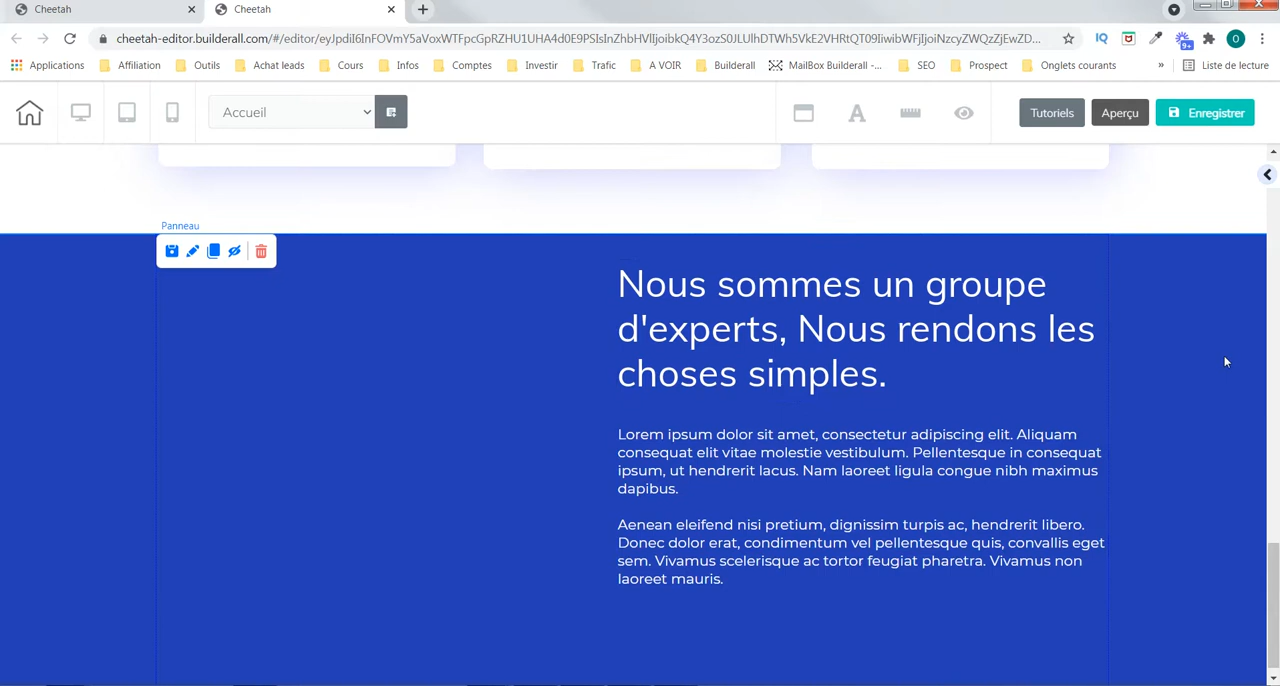 Cheetah
Cheetah
cheetah-editor.builderall.com/#/editor/eyJpdiI6InFOVmY5aVoxWTFpcGpRZHU1UHA4d0E9PSIsInZhbHVlIjoibkQ4Y3ozS0JLUlhDTWh5VkE2VHRtQT09IiwibWFjIjoiNzcyZWQzZjEwZD...
IQ
9+
O
Applications
Affiliation
Outils
Achat leads
Cours
Infos
Comptes
Investir
Trafic
A VOIR
Builderall
MailBox Builderall -...
SEO
Prospect
Onglets courants
»
Liste de lecture
Accueil
A
Tutoriels
Aperçu
Enregistrer
Panneau
Nous sommes un groupe
d'experts, Nous rendons les
choses simples.
Lorem ipsum dolor sit amet, consectetur adipiscing elit. Aliquam
consequat elit vitae molestie vestibulum. Pellentesque in consequat
ipsum, ut hendrerit lacus. Nam laoreet ligula congue nibh maximus
dapibus.
Aenean eleifend nisi pretium, dignissim turpis ac, hendrerit libero.
Donec dolor erat, condimentum vel pellentesque quis, convallis eget
sem. Vivamus scelerisque ac tortor feugiat pharetra. Vivamus non
laoreet mauris.